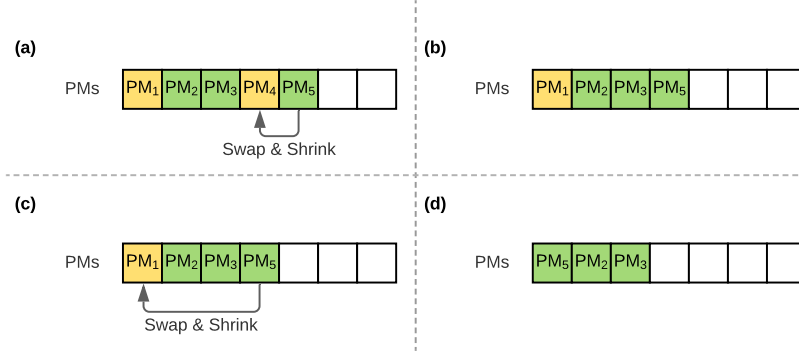 (a)
PMs PM₁ PM₂ PM₃ PM₄ PM₅
Swap & Shrink
(b)
PMs PM₁ PM₂ PM₃ PM₅
(c)
PMs PM₁ PM₂ PM₃ PM₅
Swap & Shrink
(d)
PMs PM₅ PM₂ PM₃